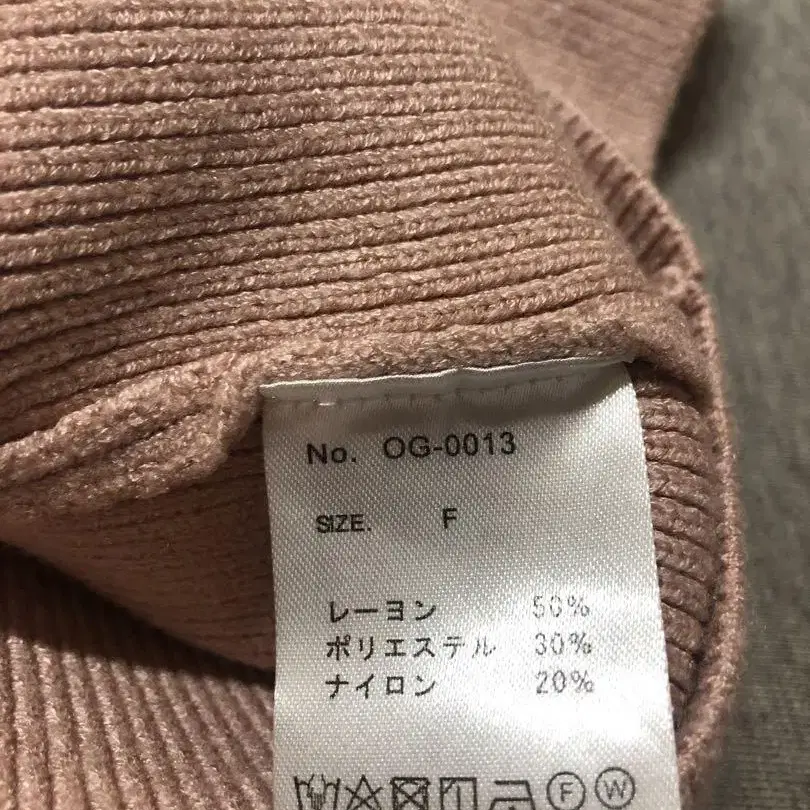 No. OG-0013
SIZE. F
レーヨン 50%
ポリエステル 30%
ナイロン 20%
F W